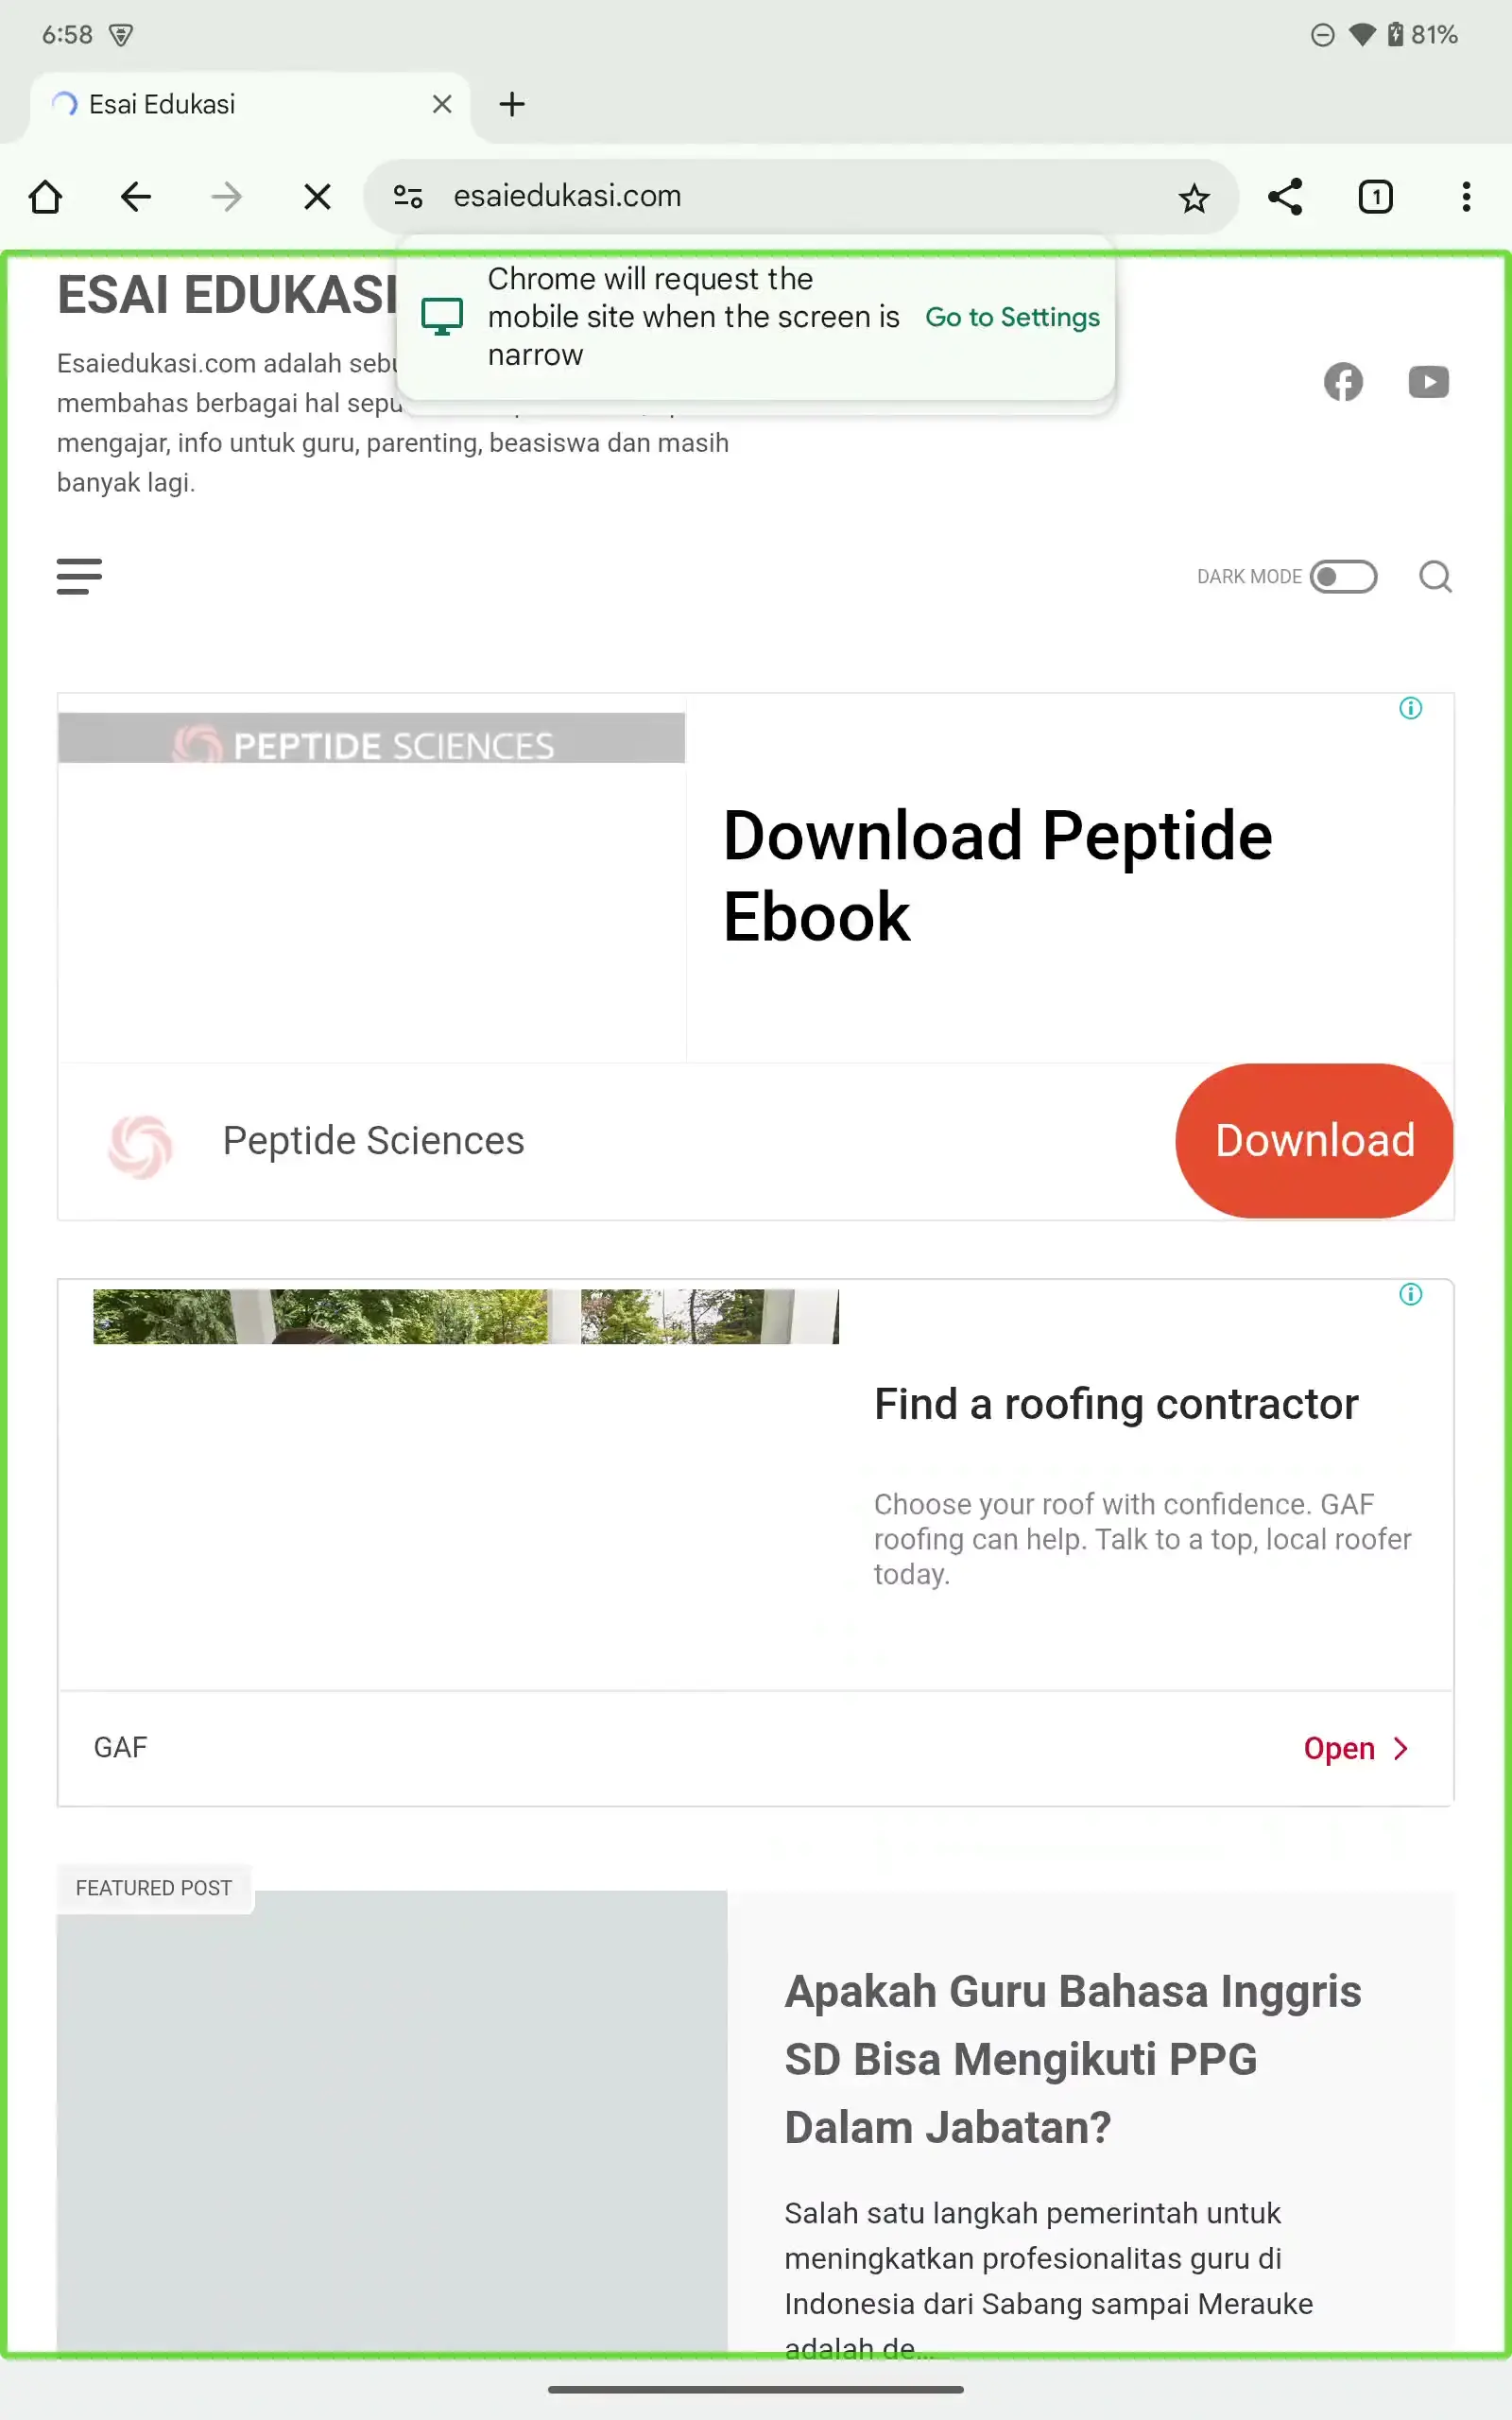 6:58
81%
Esai Edukasi
esaiedukasi.com
1
Chrome will request the
mobile site when the screen is
narrow
Go to Settings
ESAI EDUKASI
Esaiedukasi.com adalah
membahas berbagai hal
mengajar, info untuk guru, parenting, beasiswa dan masih
banyak lagi.
DARK MODE
PEPTIDE SCIENCES
Download Peptide
Ebook
Peptide Sciences
Download
Find a roofing contractor
Choose your roof with confidence. GAF
roofing can help. Talk to a top, local roofer
today.
GAF
Open
FEATURED POST
Apakah Guru Bahasa Inggris
SD Bisa Mengikuti PPG
Dalam Jabatan?
Salah satu langkah pemerintah untuk
meningkatkan profesionalitas guru di
Indonesia dari Sabang sampai Merauke
adalah de...